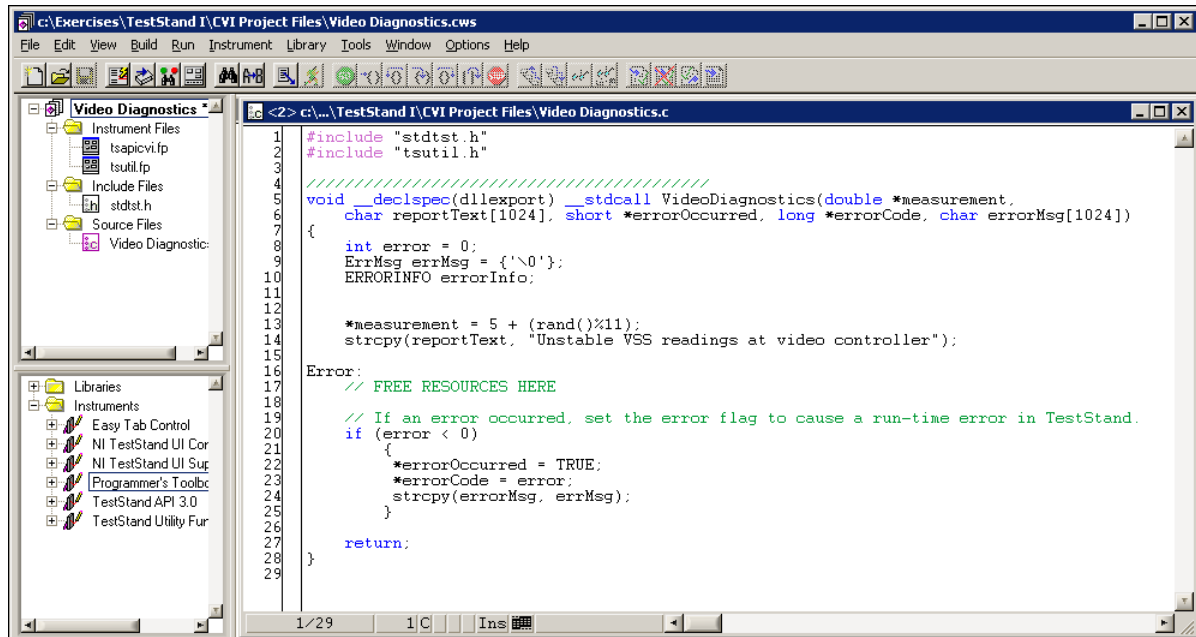 c:\Exercises\TestStand I\CVI Project Files\Video Diagnostics.cws
File Edit View Build Run Instrument Library Tools Window Options Help
Video Diagnostics *
Instrument Files
tsapicvi.fp
tsutil.fp
Include Files
stdtst.h
Source Files
Video Diagnostic
Libraries
Instruments
Easy Tab Control
NI TestStand UI Cor
NI TestStand UI Sup
Programmer's Toolbo
TestStand API 3.0
TestStand Utility Fur
<2> c:\...\TestStand I\CVI Project Files\Video Diagnostics.c
1 #include "stdtst.h"
2 #include "tsutil.h"
3
4 //////////////////////////////////////////
5 void __declspec(dllexport) __stdcall VideoDiagnostics(double *measurement,
6 char reportText[1024], short *errorOccurred, long *errorCode, char errorMsg[1024])
7 {
8 int error = 0;
9 ErrMsg errMsg = {'\0'};
10 ERRORINFO errorInfo;
11
12
13 *measurement = 5 + (rand()%11);
14 strcpy(reportText, "Unstable VSS readings at video controller");
15
16 Error:
17 // FREE RESOURCES HERE
18
19 // If an error occurred, set the error flag to cause a run-time error in TestStand.
20 if (error < 0)
21 {
22 *errorOccurred = TRUE;
23 *errorCode = error;
24 strcpy(errorMsg, errMsg);
25 }
26
27 return;
28 }
29
1/29 1 C Ins